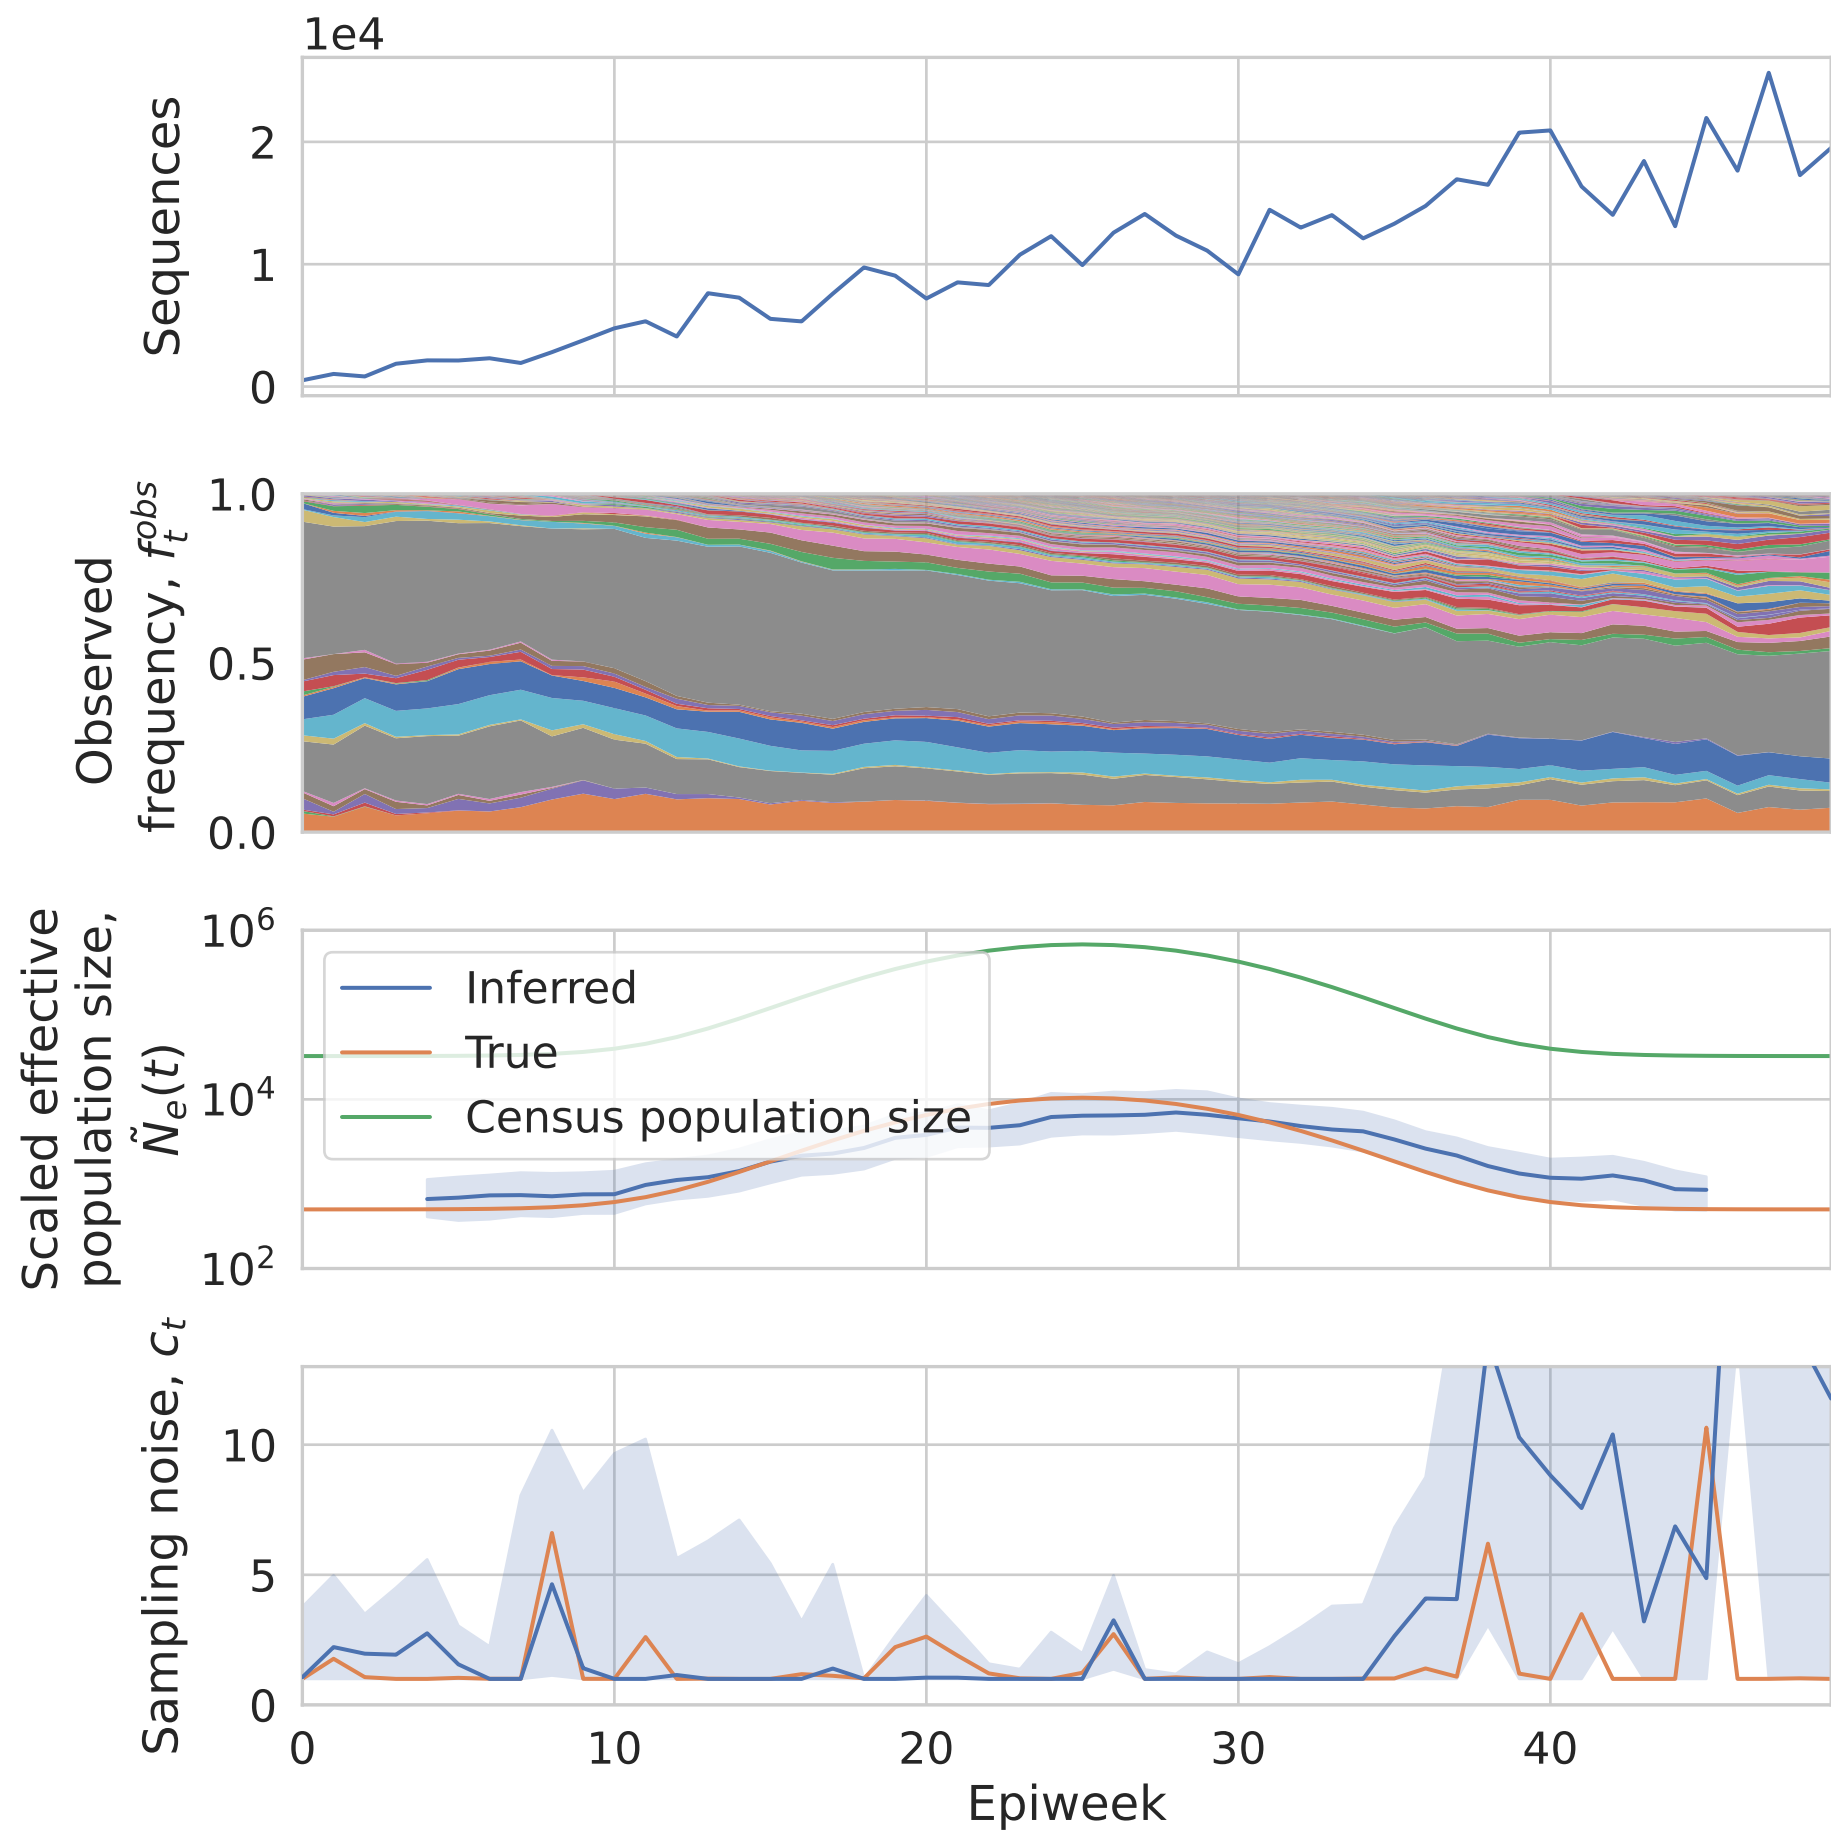 1e4
Sequences
2
1
0
Observed
frequency, f_t^{obs}
1.0
0.5
0.0
Scaled effective
population size,
Ñ_e(t)
10^6
10^4
10^2
Inferred
True
Census population size
Sampling noise, c_t
10
5
0
0 10 20 30 40
Epiweek